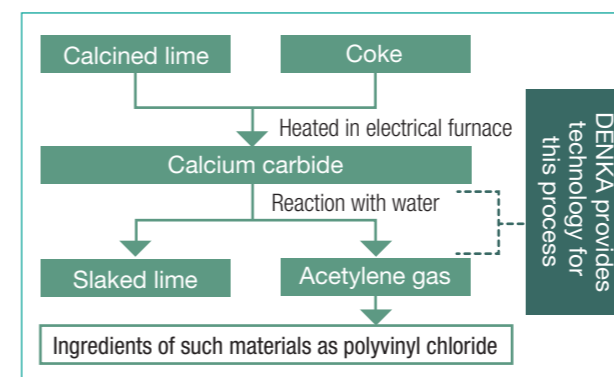 Calcined lime
Coke
Heated in electrical furnace
Calcium carbide
Reaction with water
Slaked lime
Acetylene gas
Ingredients of such materials as polyvinyl chloride
DENKA provides
technology for
this process